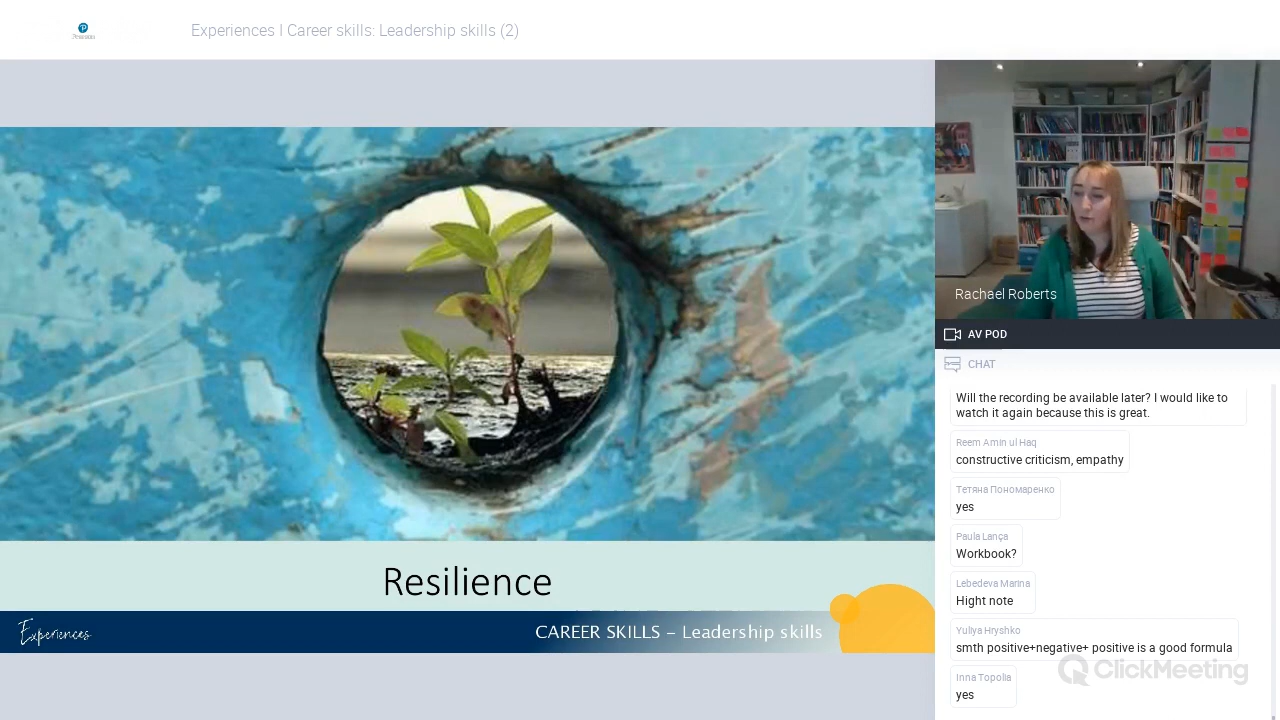 Pearson
Experiences I Career skills: Leadership skills (2)
Resilience
Experiences
CAREER SKILLS – Leadership skills
Rachael Roberts
AV POD
CHAT
Will the recording be available later? I would like to
watch it again because this is great.
Reem Amin ul Haq
constructive criticism, empathy
Тетяна Пономаренко
yes
Paula Lança
Workbook?
Lebedeva Marina
Hight note
Yuliya Hryshko
smth positive+negative+ positive is a good formula
ClickMeeting
Inna Topolia
yes